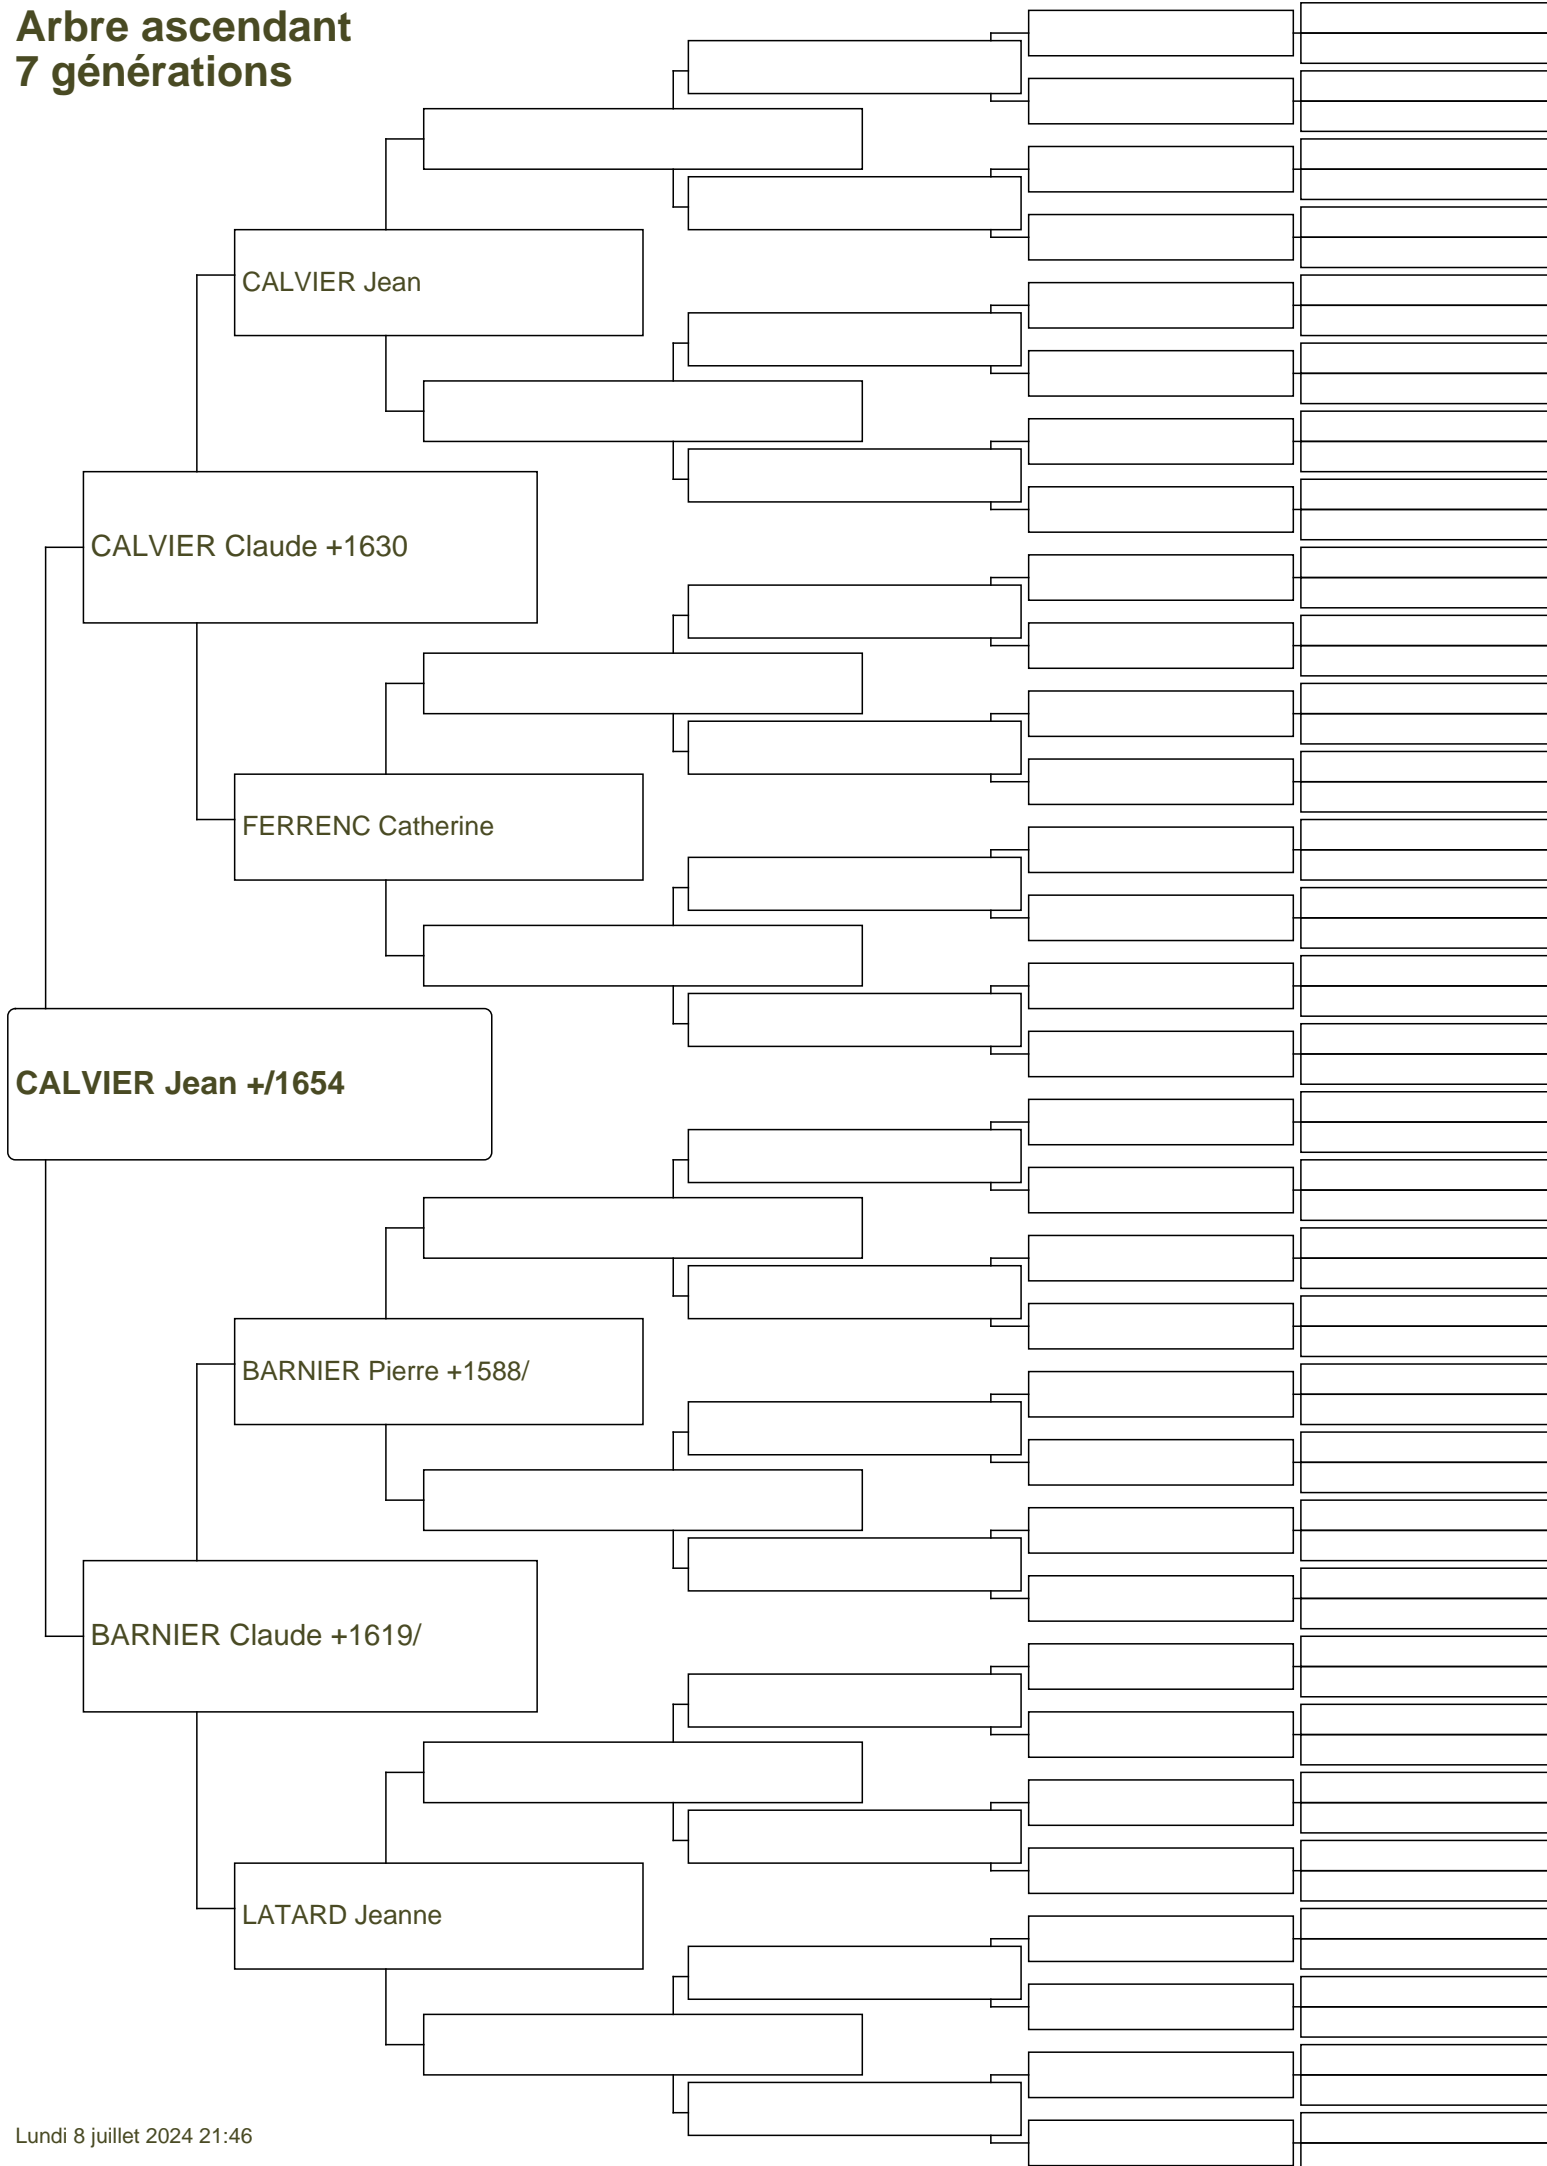 Arbre ascendant
7 générations
CALVIER Jean
CALVIER Claude +1630
FERRENC Catherine
CALVIER Jean +/1654
BARNIER Pierre +1588/
BARNIER Claude +1619/
LATARD Jeanne
Lundi 8 juillet 2024 21:46